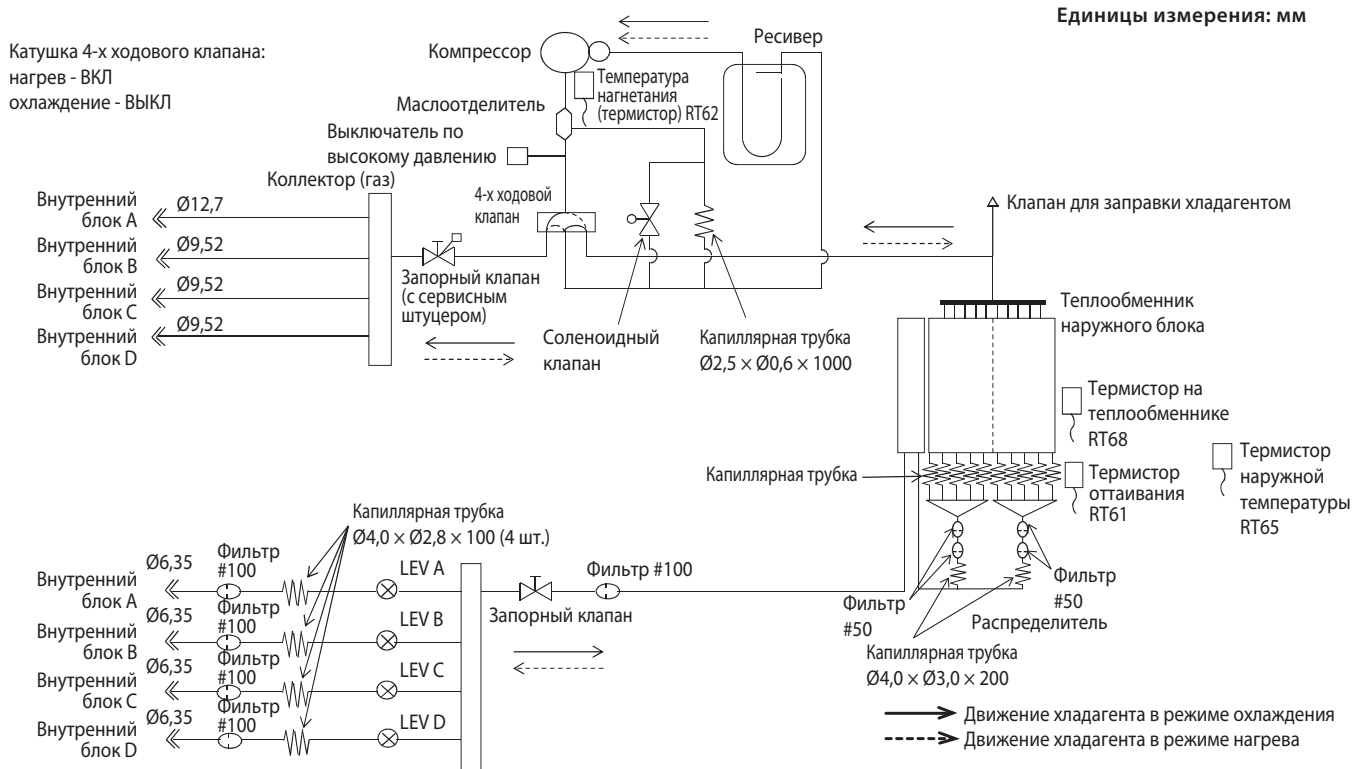 Единицы измерения: мм
Катушка 4-х ходового клапана:
нагрев - ВКЛ
охлаждение - ВЫКЛ
Компрессор
Ресивер
Температура
нагнетания
(термистор) RT62
Маслоотделитель
Выключатель по
высокому давлению
Коллектор (газ)
4-х ходовой
клапан
Внутренний
блок A
Ø12,7
Внутренний
блок B
Ø9,52
Внутренний
блок C
Ø9,52
Внутренний
блок D
Ø9,52
Запорный клапан
(с сервисным
штуцером)
Соленоидный
клапан
Капиллярная трубка
Ø2,5 × Ø0,6 × 1000
Клапан для заправки хладагентом
Теплообменник
наружного блока
Термистор на
теплообменнике
RT68
Капиллярная трубка
Термистор
оттаивания
RT61
Термистор
наружной
температуры
RT65
Капиллярная трубка
Ø4,0 × Ø2,8 × 100 (4 шт.)
Внутренний
блок A
Ø6,35
Фильтр
#100
LEV A
Внутренний
блок B
Ø6,35
Фильтр
#100
LEV B
Внутренний
блок C
Ø6,35
Фильтр
#100
LEV C
Внутренний
блок D
Ø6,35
Фильтр
#100
LEV D
Запорный клапан
Фильтр #100
Фильтр
#50
Фильтр
#50
Распределитель
Капиллярная трубка
Ø4,0 × Ø3,0 × 200
Движение хладагента в режиме охлаждения
Движение хладагента в режиме нагрева